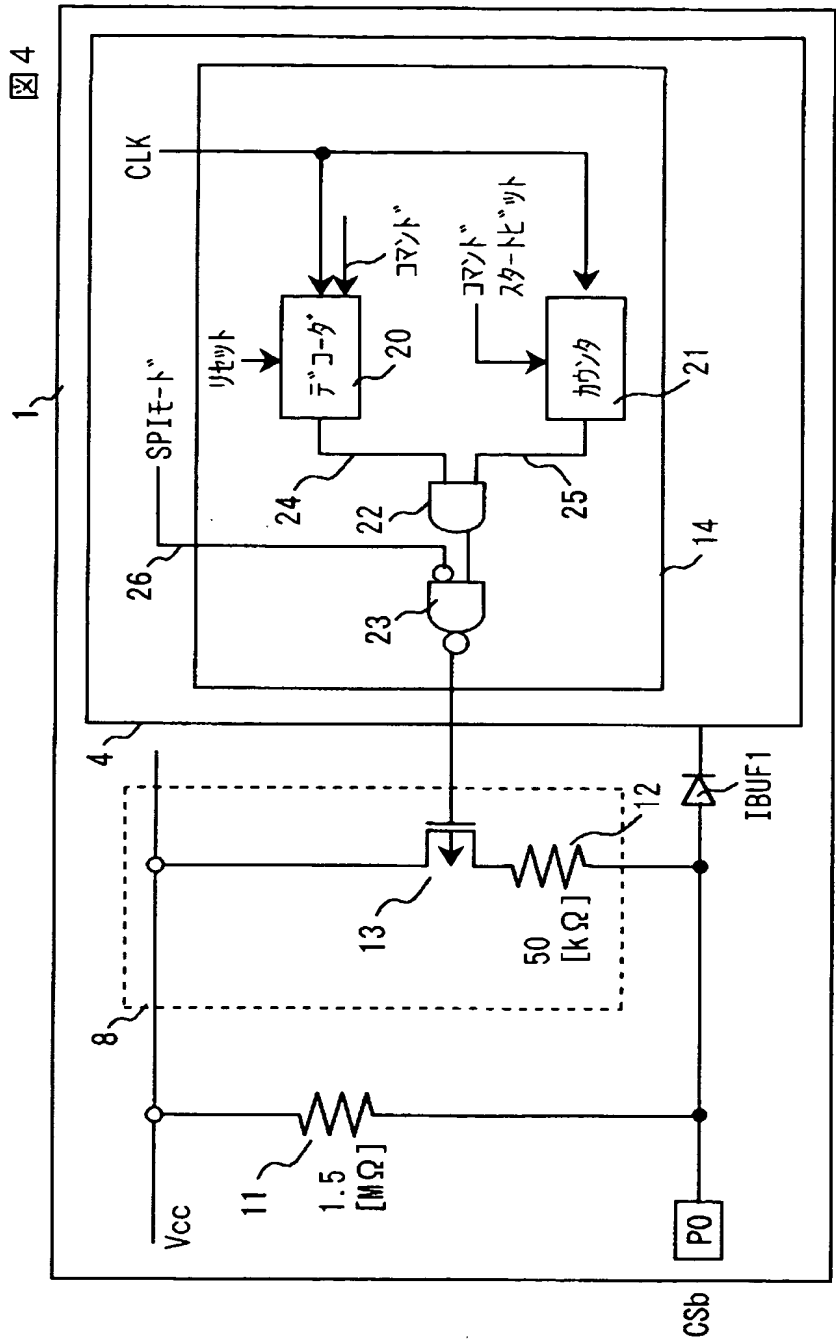 図4
1
CLK
SPIモード
26
リセット
デコーダ
20
コマンド
24
22
23
コマンド
スタートビット
カウンタ
21
25
14
4
8
Vcc
11
1.5
[MΩ]
13
50
[kΩ]
12
IBUF1
P0
CSb